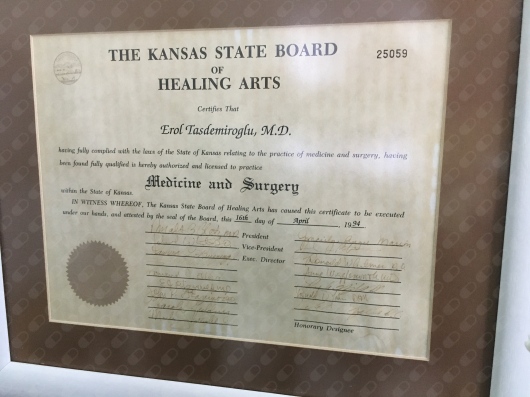 THE KANSAS STATE BOARD
OF
HEALING ARTS
25059
Certifies That
Erol Tasdemiroglu, M.D.
having fully complied with the laws of the State of Kansas relating to the practice of medicine and surgery, having
been found fully qualified is hereby authorized and licensed to practice
Medicine and Surgery
within the State of Kansas.
IN WITNESS WHEREOF, The Kansas State Board of Healing Arts has caused this certificate to be executed
under our hands, and attested by the seal of the Board, this 16th day of April 1994
President
Vice-President
Exec. Director
Honorary Designee